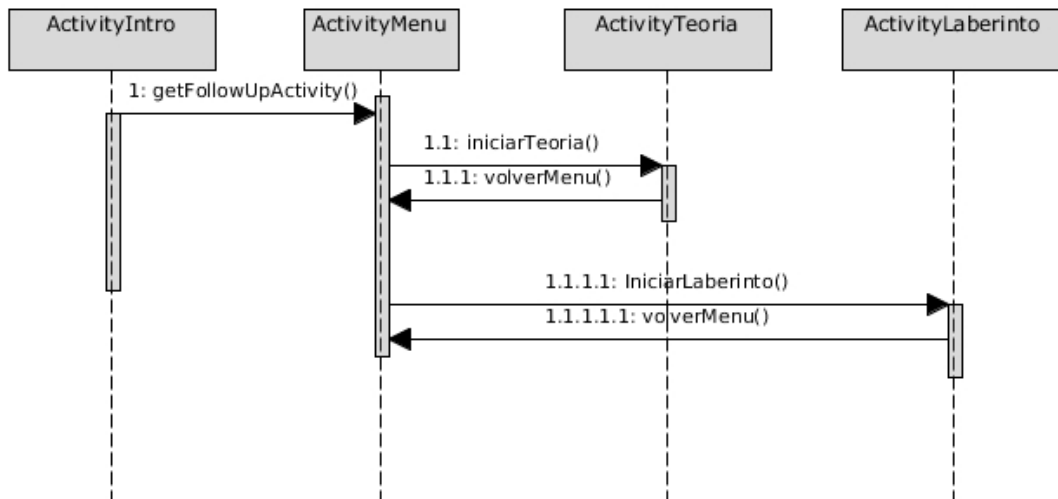 ActivityIntro
ActivityMenu
ActivityTeoria
ActivityLaberinto
1: getFollowUpActivity()
1.1: iniciarTeoria()
1.1.1: volverMenu()
1.1.1.1: IniciarLaberinto()
1.1.1.1.1: volverMenu()